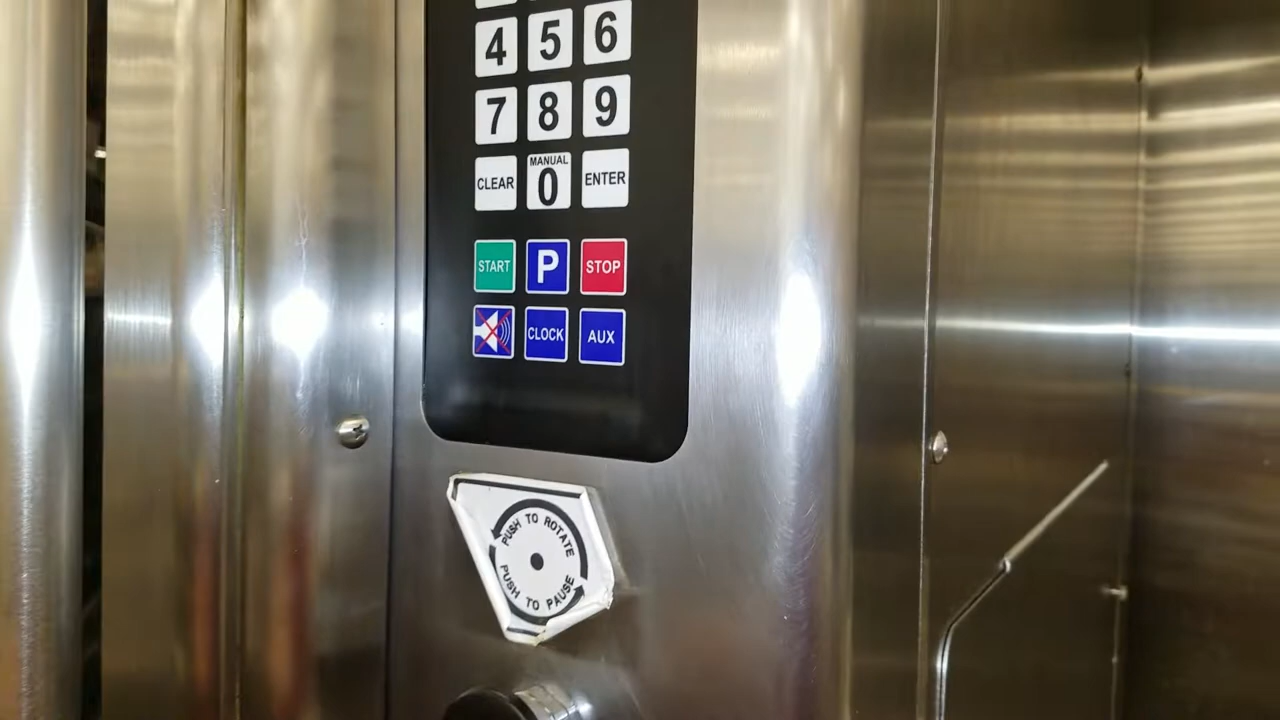 4 5 6
7 8 9
CLEAR MANUAL 0 ENTER
START P STOP
CLOCK AUX
PUSH TO ROTATE
PUSH TO PAUSE